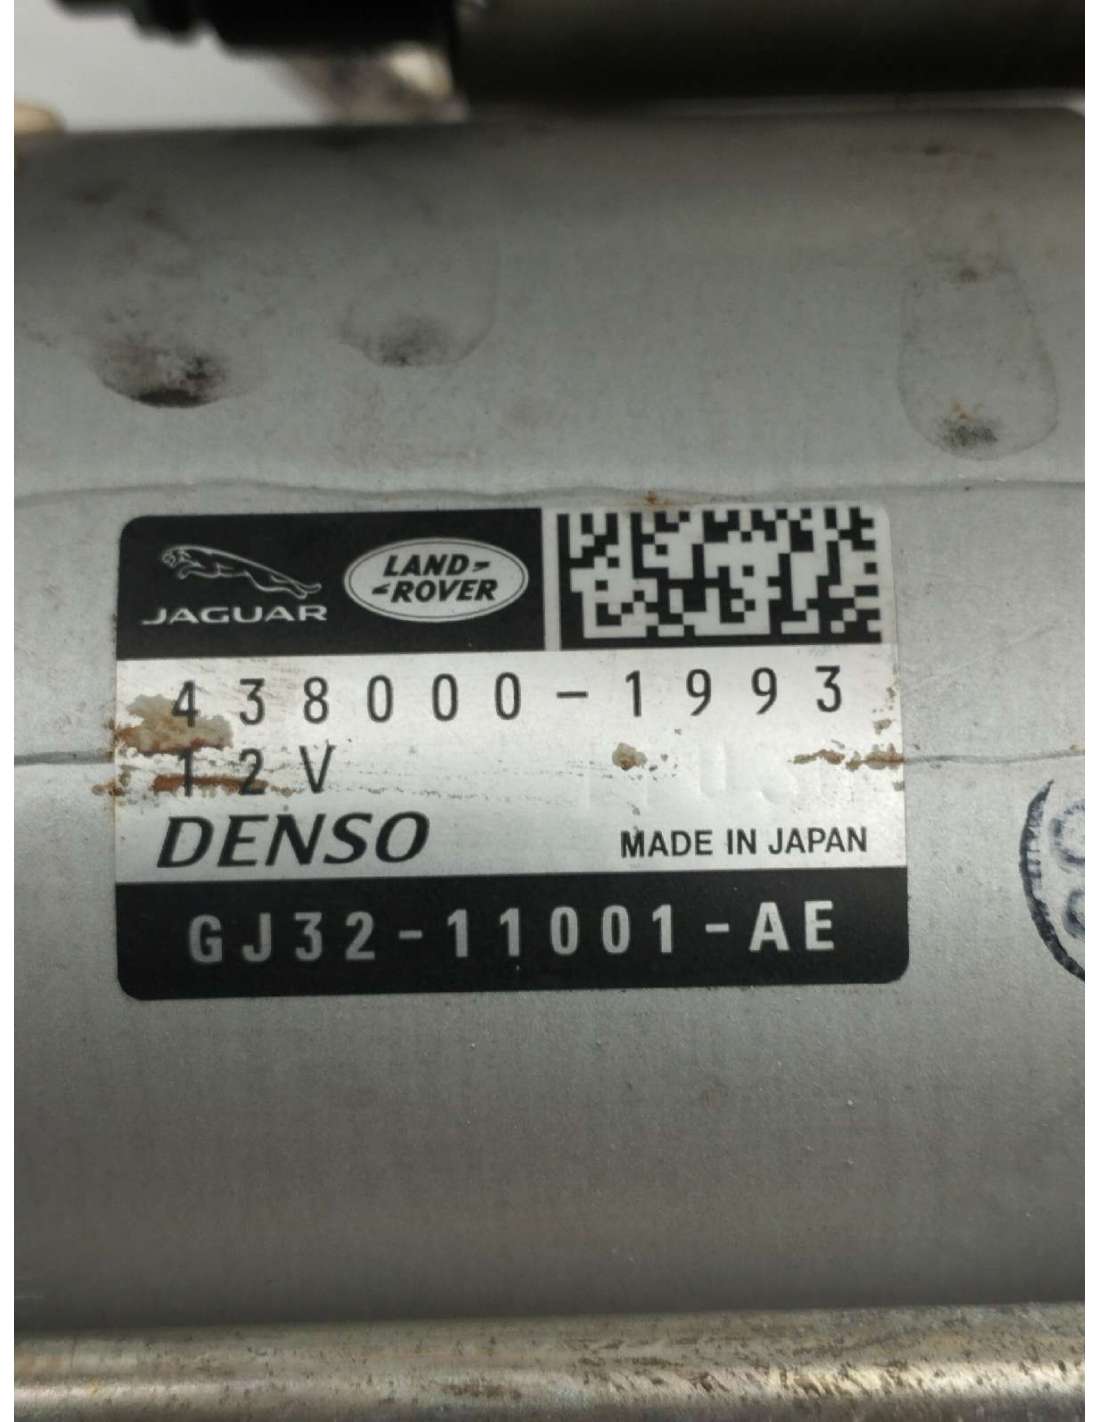 JAGUAR
LAND
ROVER
438000-1993
12V
DENSO
MADE IN JAPAN
GJ32-11001-AE